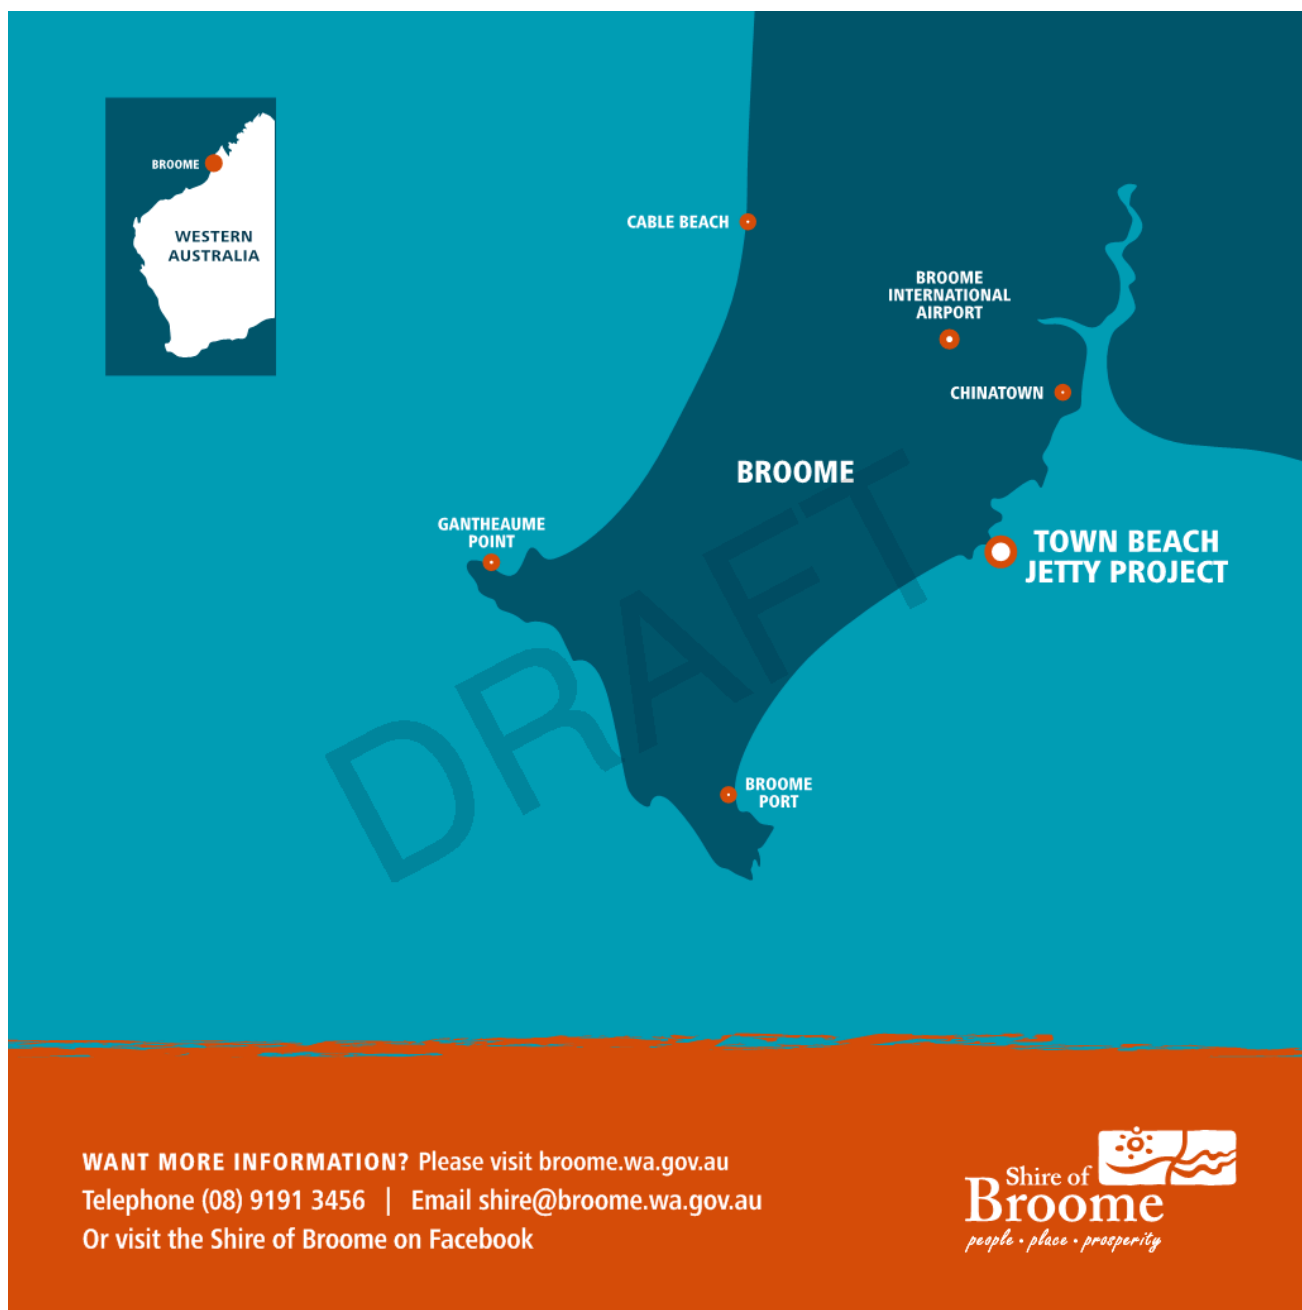 BROOME
WESTERN
AUSTRALIA
CABLE BEACH
BROOME
INTERNATIONAL
AIRPORT
CHINATOWN
BROOME
GANTHEAUME
POINT
TOWN BEACH
JETTY PROJECT
DRAFT
BROOME
PORT
WANT MORE INFORMATION? Please visit broome.wa.gov.au
Telephone (08) 9191 3456 | Email shire@broome.wa.gov.au
Or visit the Shire of Broome on Facebook
Shire of
Broome
people • place • prosperity